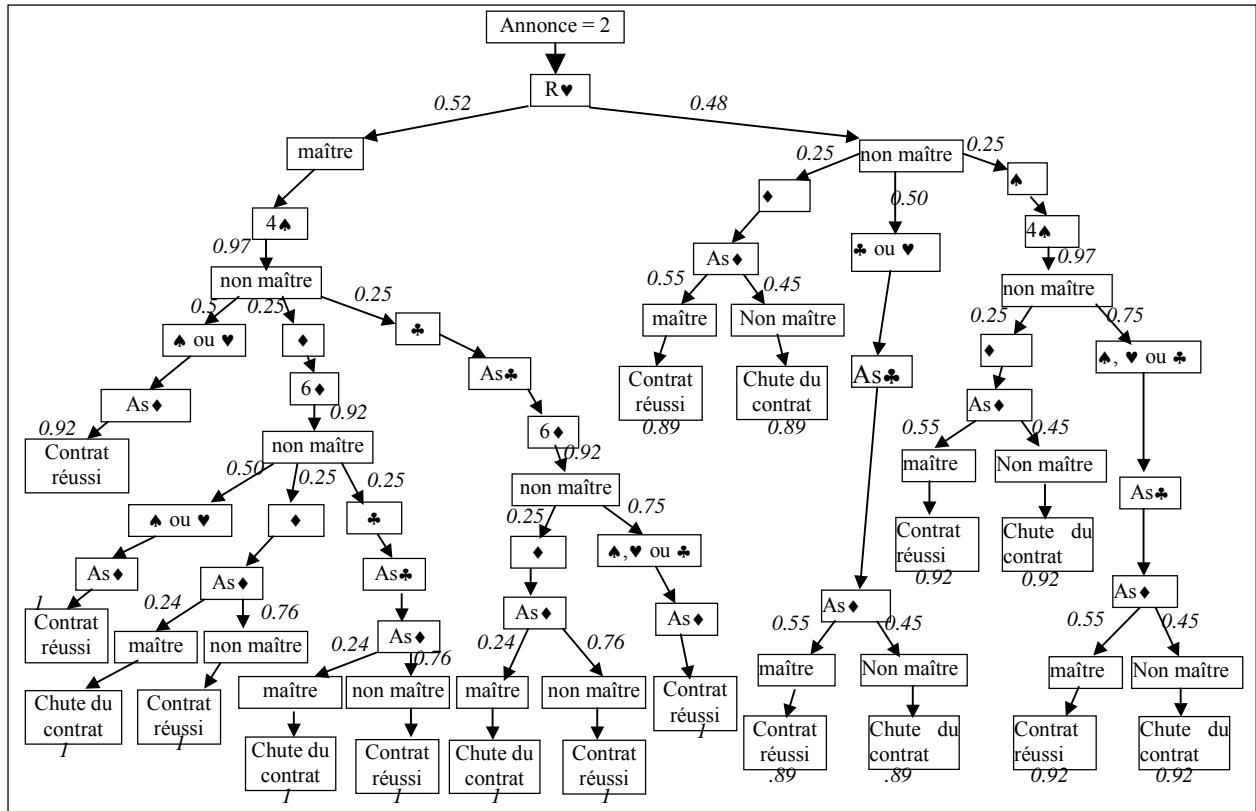 Annonce = 2
R♥
0.52
0.48
maître
non maître
0.25
0.25
♦
0.50
♠
4♠
♣ ou ♥
4♠
0.97
0.97
As♦
non maître
non maître
0.5
0.25
0.25
0.55
0.45
0.25
0.75
♠ ou ♥
♦
♣
maître
Non maître
♦
♠, ♥ ou ♣
As♦
6♦
As♣
Contrat
réussi
0.89
Chute du
contrat
0.89
As♣
As♦
0.92
0.92
6♦
0.55
0.45
Contrat
réussi
non maître
0.92
maître
Non maître
As♣
0.50
0.25
0.25
non maître
♠ ou ♥
♦
♣
0.25
0.75
Contrat
réussi
0.92
Chute du
contrat
0.92
As♦
As♦
As♣
♦
♠,♥ ou ♣
1
Contrat
réussi
0.24
0.76
As♦
As♦
As♦
As♦
As♦
maître
non maître
0.24
0.76
0.24
0.76
0.55
0.45
0.55
0.45
Chute du
contrat
1
Contrat
réussi
1
maître
non maître
maître
non maître
Contrat
réussi
1
maître
Non maître
maître
Non maître
Chute du
contrat
1
Contrat
réussi
1
Chute du
contrat
1
Contrat
réussi
1
Contrat
réussi
.89
Chute du
contrat
.89
Contrat
réussi
0.92
Chute du
contrat
0.92